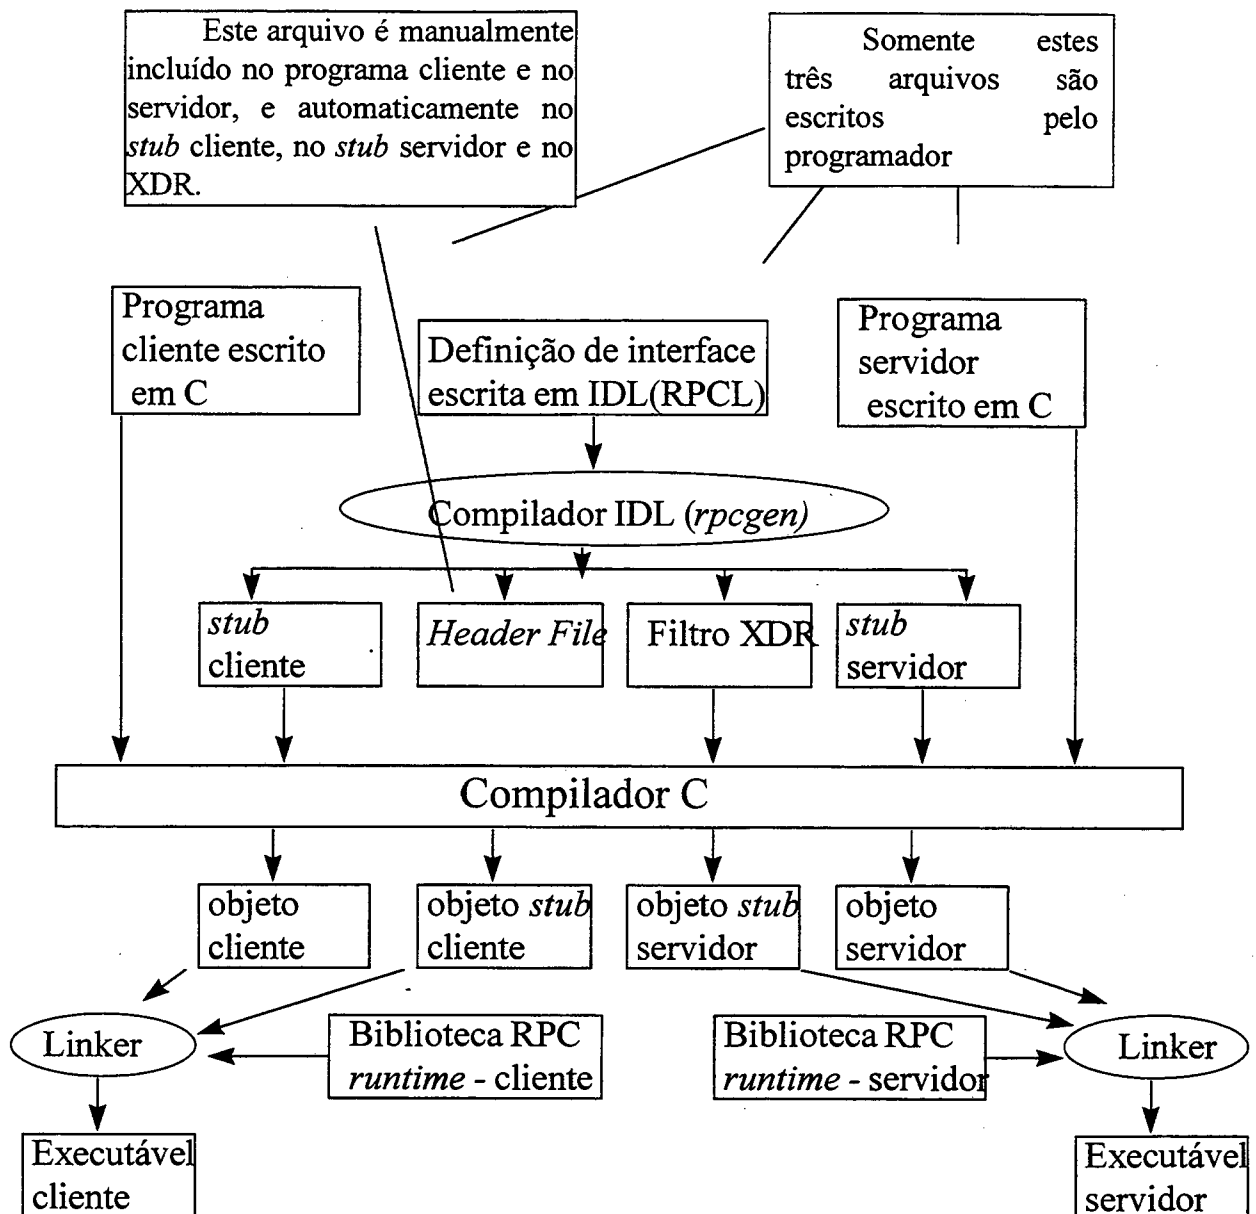 Este arquivo é manualmente
incluído no programa cliente e no
servidor, e automaticamente no
stub cliente, no stub servidor e no
XDR.
Somente estes
três arquivos são
escritos pelo
programador
Programa
cliente escrito
em C
Definição de interface
escrita em IDL(RPCL)
Programa
servidor
escrito em C
Compilador IDL (rpcgen)
stub
cliente
Header File
Filtro XDR
stub
servidor
Compilador C
objeto
cliente
objeto stub
cliente
objeto stub
servidor
objeto
servidor
Linker
Biblioteca RPC
runtime - cliente
Biblioteca RPC
runtime - servidor
Linker
Executável
cliente
Executável
servidor